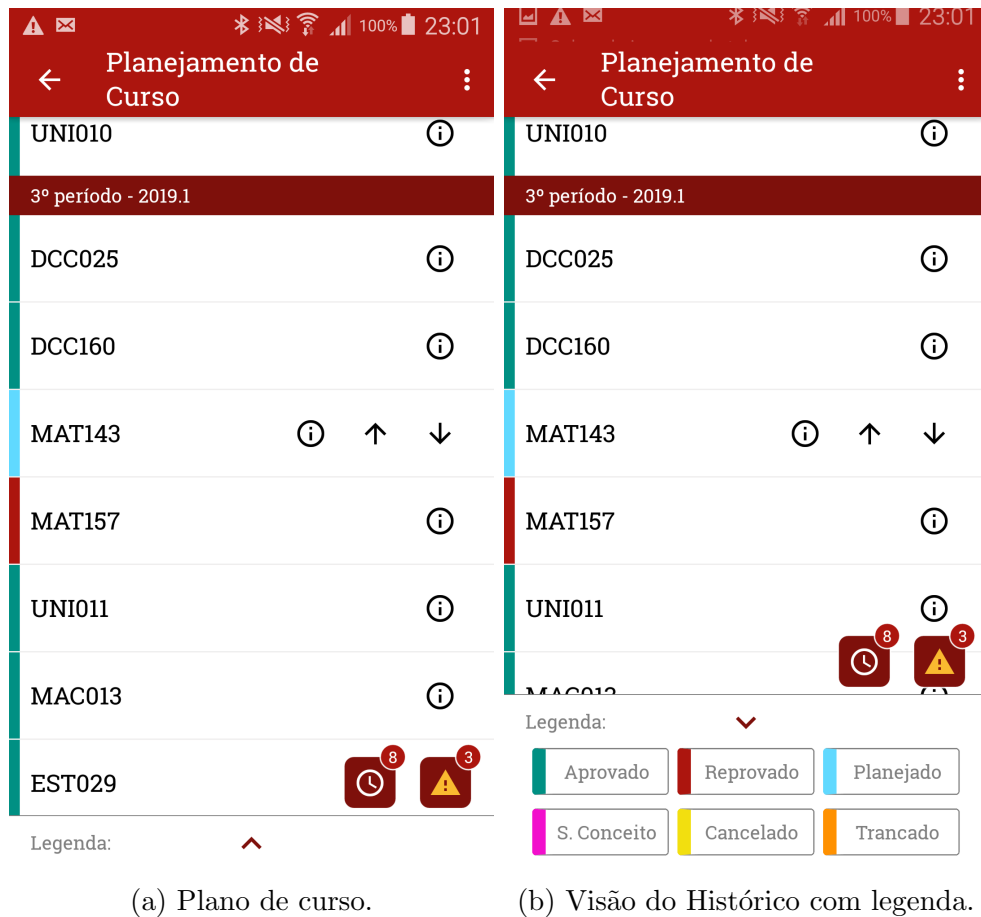 100% 23:01
Planejamento de
Curso
UNI010
3º período - 2019.1
DCC025
DCC160
MAT143
MAT157
UNI011
MAC013
EST029
8
3
Legenda:
(a) Plano de curso.
100% 23:01
Planejamento de
Curso
UNI010
3º período - 2019.1
DCC025
DCC160
MAT143
MAT157
UNI011
8
3
MAC013
Legenda:
Aprovado Reprovado Planejado
S. Conceito Cancelado Trancado
(b) Visão do Histórico com legenda.